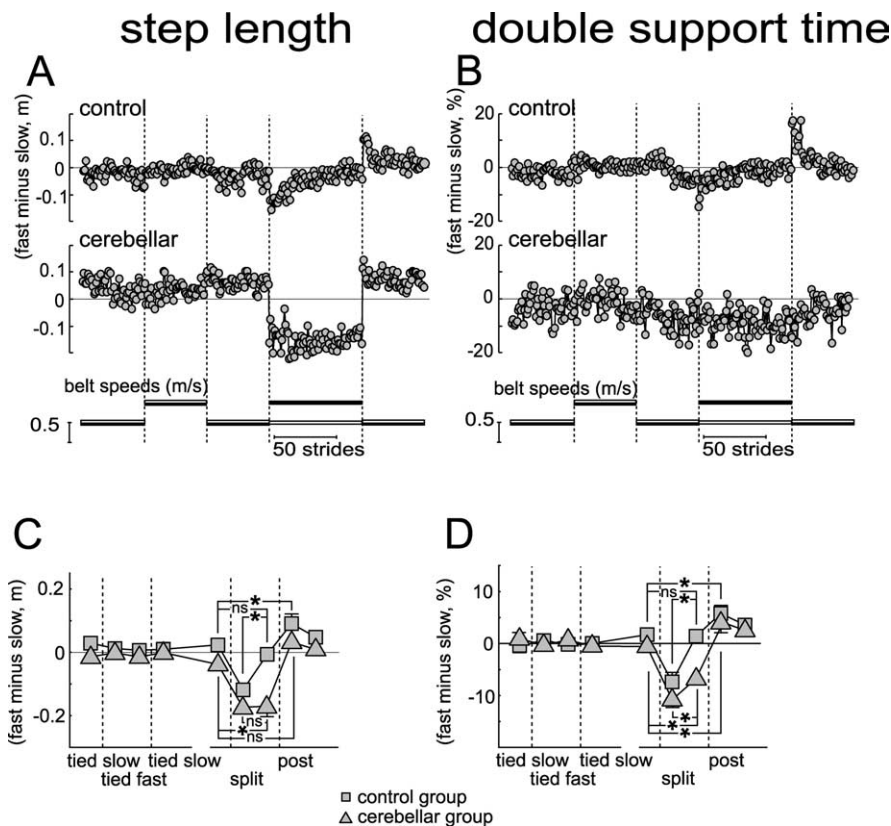 step length
double support time
A
control
(fast minus slow, m)
0.1
0
-0.1
cerebellar
0.1
0
-0.1
belt speeds (m/s)
0.5
50 strides
B
control
(fast minus slow, %)
20
10
0
-10
-20
cerebellar
20
10
0
-10
-20
belt speeds (m/s)
0.5
50 strides
C
(fast minus slow, m)
0.2
0
-0.2
*
ns
*
ns
*
ns
tied slow
tied fast
tied slow
split
post
D
(fast minus slow, %)
10
0
-10
*
ns
*
*
*
*
tied slow
tied fast
tied slow
split
post
control group
cerebellar group